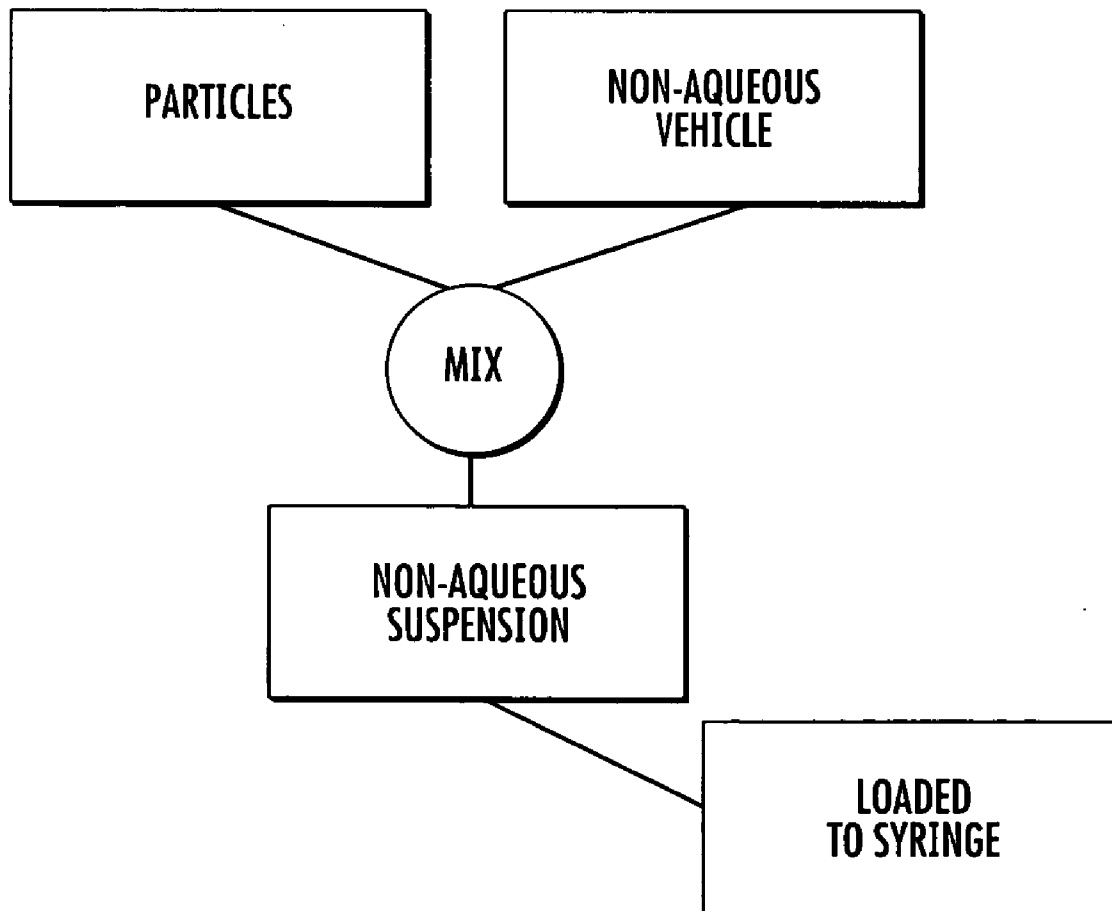 PARTICLES
NON-AQUEOUS
VEHICLE
MIX
NON-AQUEOUS
SUSPENSION
LOADED
TO SYRINGE